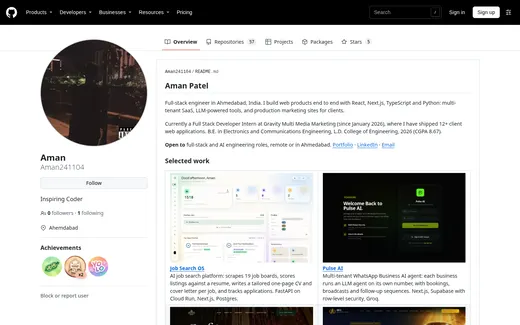 Products Developers Businesses Resources Pricing
Search / Sign in Sign up
Overview Repositories 57 Projects Packages Stars 5
Aman241104 / README .md
Aman Patel
Full-stack engineer in Ahmedabad, India. I build web products end to end with React, Next.js, TypeScript and Python: multi-
tenant SaaS, LLM-powered tools, and production marketing sites for clients.
Currently a Full Stack Developer Intern at Gravity Multi Media Marketing (since January 2026), where I have shipped 12+ client
web applications. B.E. in Electronics and Communications Engineering, L.D. College of Engineering, 2026 (CGPA 8.67).
Open to full-stack and AI engineering roles, remote or in Ahmedabad. Portfolio · LinkedIn · Email
Selected work
Aman
Aman241104
Follow
Inspiring Coder
0 followers · 1 following
Ahemdabad
Achievements
x2
Block or report user
Good afternoon,
Welcome Back to
Pulse AI.
Job Search OS
AI job search platform: scrapes 19 job boards, scores
listings against a resume, writes a tailored one-page CV and
cover letter per job, and tracks applications. FastAPI on
Cloud Run, Next.js, Postgres.
Pulse AI
Multi-tenant WhatsApp Business AI agent: each business
runs an LLM agent on its own number, with bookings,
broadcasts and follow-up sequences. Next.js, Supabase with
row-level security, Groq.